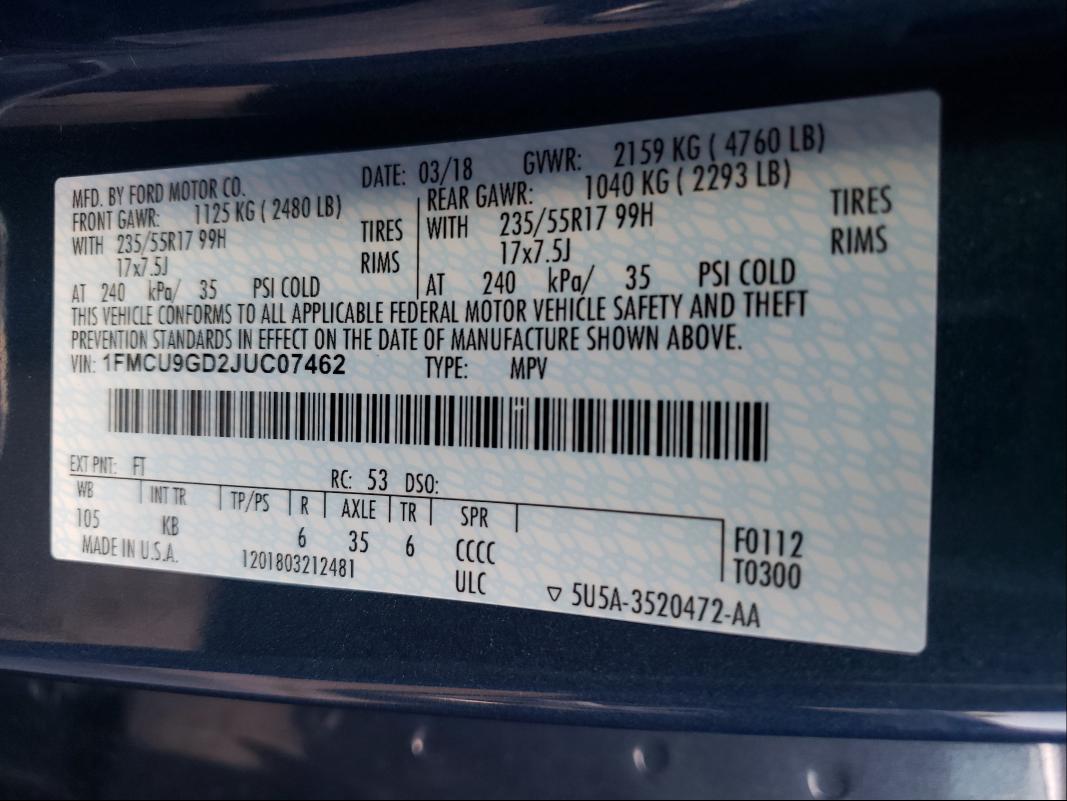 MFD. BY FORD MOTOR CO. DATE: 03/18 GVWR: 2159 KG ( 4760 LB)
FRONT GAWR: 1125 KG ( 2480 LB) REAR GAWR: 1040 KG ( 2293 LB)
WITH 235/55R17 99H TIRES WITH 235/55R17 99H TIRES
17x7.5J RIMS 17x7.5J RIMS
AT 240 kPa/ 35 PSI COLD AT 240 kPa/ 35 PSI COLD
THIS VEHICLE CONFORMS TO ALL APPLICABLE FEDERAL MOTOR VEHICLE SAFETY AND THEFT
PREVENTION STANDARDS IN EFFECT ON THE DATE OF MANUFACTURE SHOWN ABOVE.
VIN: 1FMCU9GD2JUC07462 TYPE: MPV
EXT PNT: FT RC: 53 DSO:
WB INT TR TP/PS R AXLE TR SPR
105 KB 6 35 6 CCCC F0112
MADE IN U.S.A. 1201803212481 ULC T0300
▽ 5U5A-3520472-AA